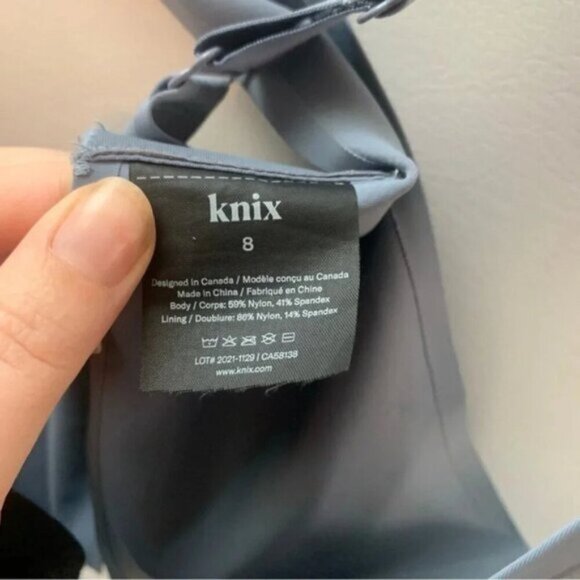 knix
8
Designed in Canada / Modèle conçu au Canada
Made in China / Fabriqué en Chine
Body / Corps: 59% Nylon, 41% Spandex
Lining / Doublure: 86% Nylon, 14% Spandex
LOT# 2021-1129 / CA58138
www.knix.com